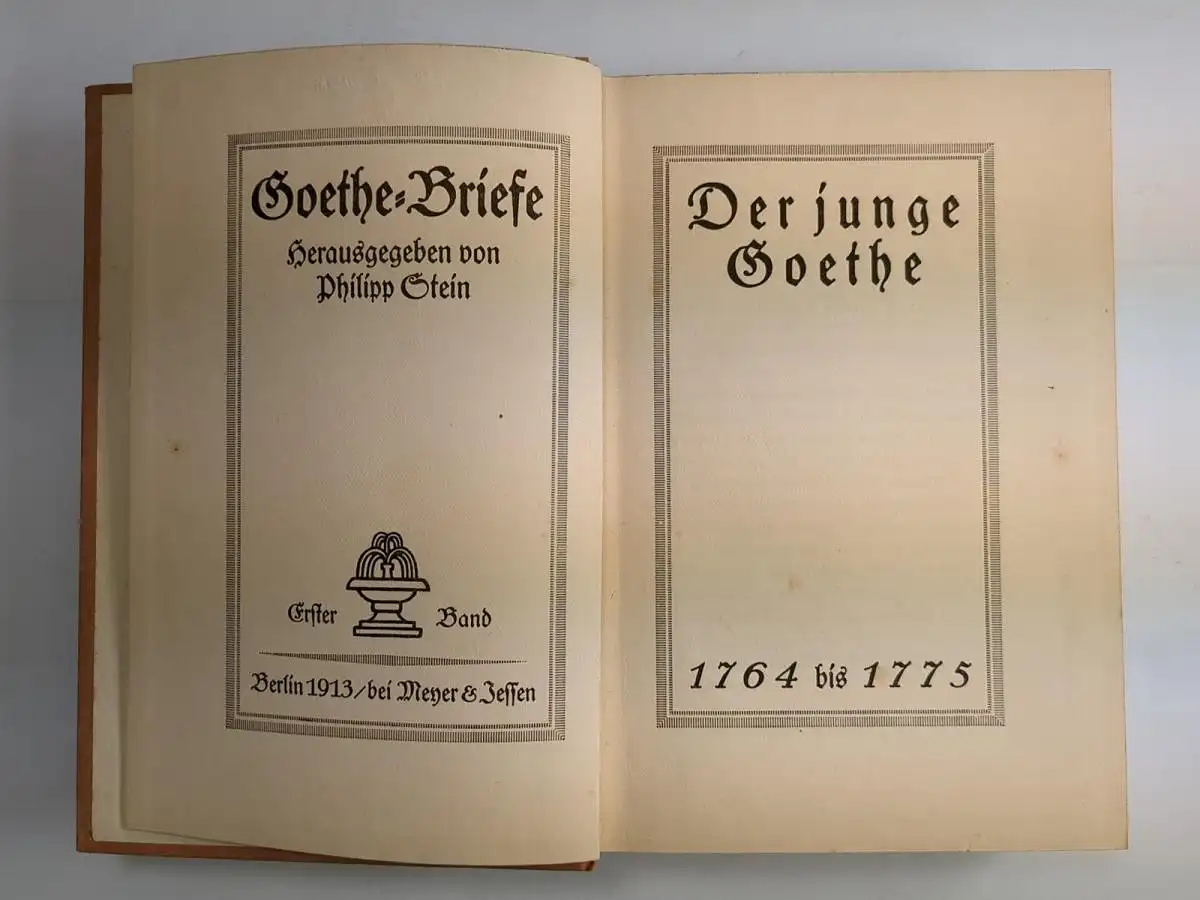 Goethe=Briefe
Herausgegeben von
Philipp Stein
Erster Band
Berlin 1913/bei Meyer & Jessen
Der junge
Goethe
1764 bis 1775